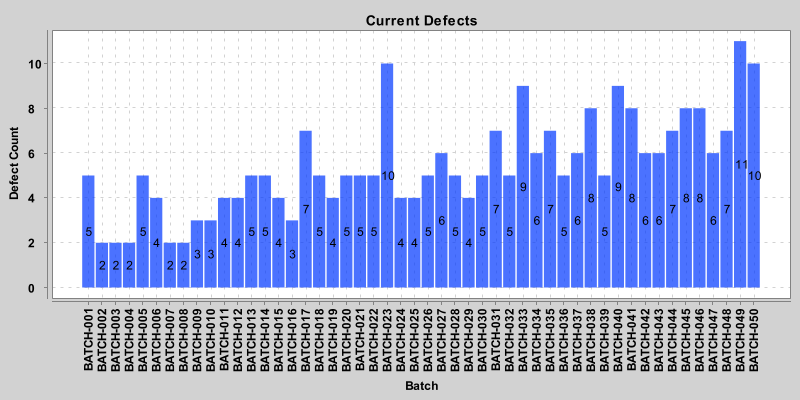 Current Defects
Defect Count
10
8
6
4
2
0
5 2 2 2 5 4 2 2 3 3 4 4 5 5 4 3 7 5 4 5 5 5 10 4 4 5 6 5 4 5 7 5 9 6 7 5 6 8 5 9 8 6 6 7 8 8 6 7 11 10
BATCH-001
BATCH-002
BATCH-003
BATCH-004
BATCH-005
BATCH-006
BATCH-007
BATCH-008
BATCH-009
BATCH-010
BATCH-011
BATCH-012
BATCH-013
BATCH-014
BATCH-015
BATCH-016
BATCH-017
BATCH-018
BATCH-019
BATCH-020
BATCH-021
BATCH-022
BATCH-023
BATCH-024
BATCH-025
BATCH-026
BATCH-027
BATCH-028
BATCH-029
BATCH-030
BATCH-031
BATCH-032
BATCH-033
BATCH-034
BATCH-035
BATCH-036
BATCH-037
BATCH-038
BATCH-039
BATCH-040
BATCH-041
BATCH-042
BATCH-043
BATCH-044
BATCH-045
BATCH-046
BATCH-047
BATCH-048
BATCH-049
BATCH-050
Batch